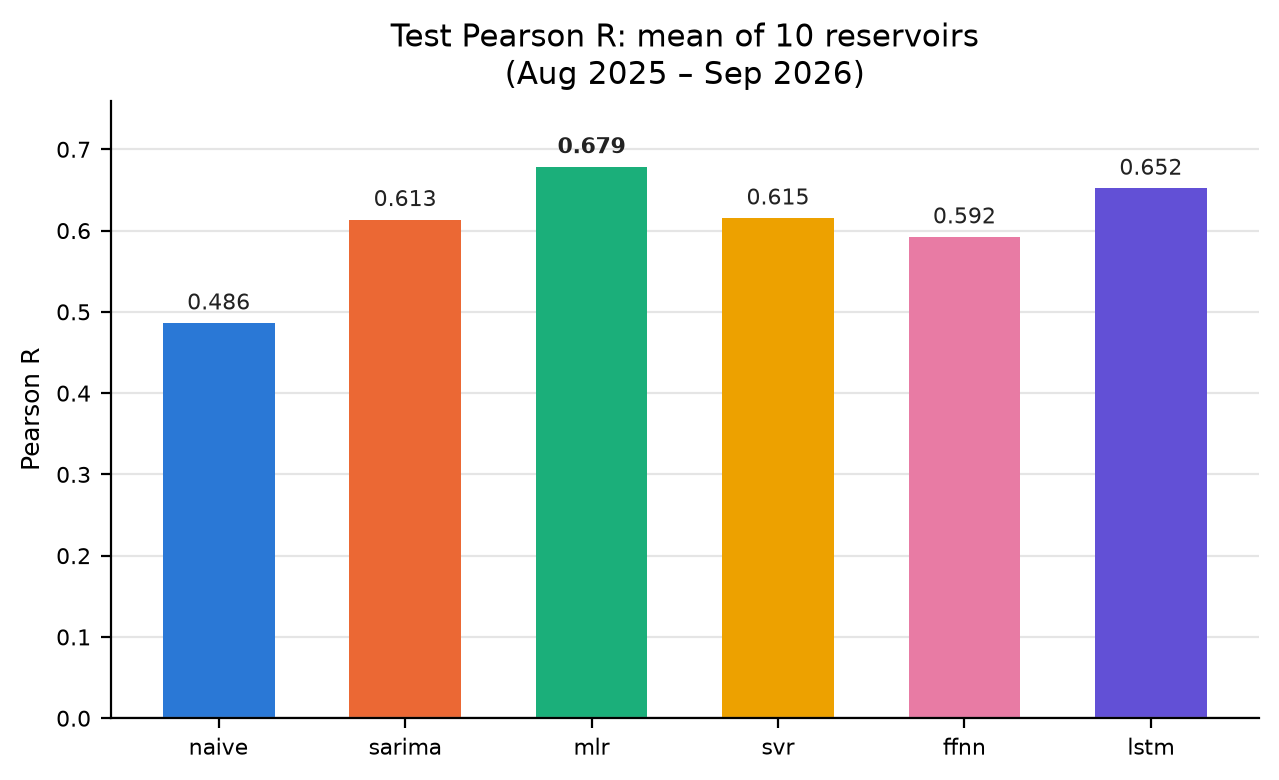 Test Pearson R: mean of 10 reservoirs
(Aug 2025 – Sep 2026)
Pearson R
0.7
0.6
0.5
0.4
0.3
0.2
0.1
0.0
0.486
0.613
0.679
0.615
0.592
0.652
naive
sarima
mlr
svr
ffnn
lstm